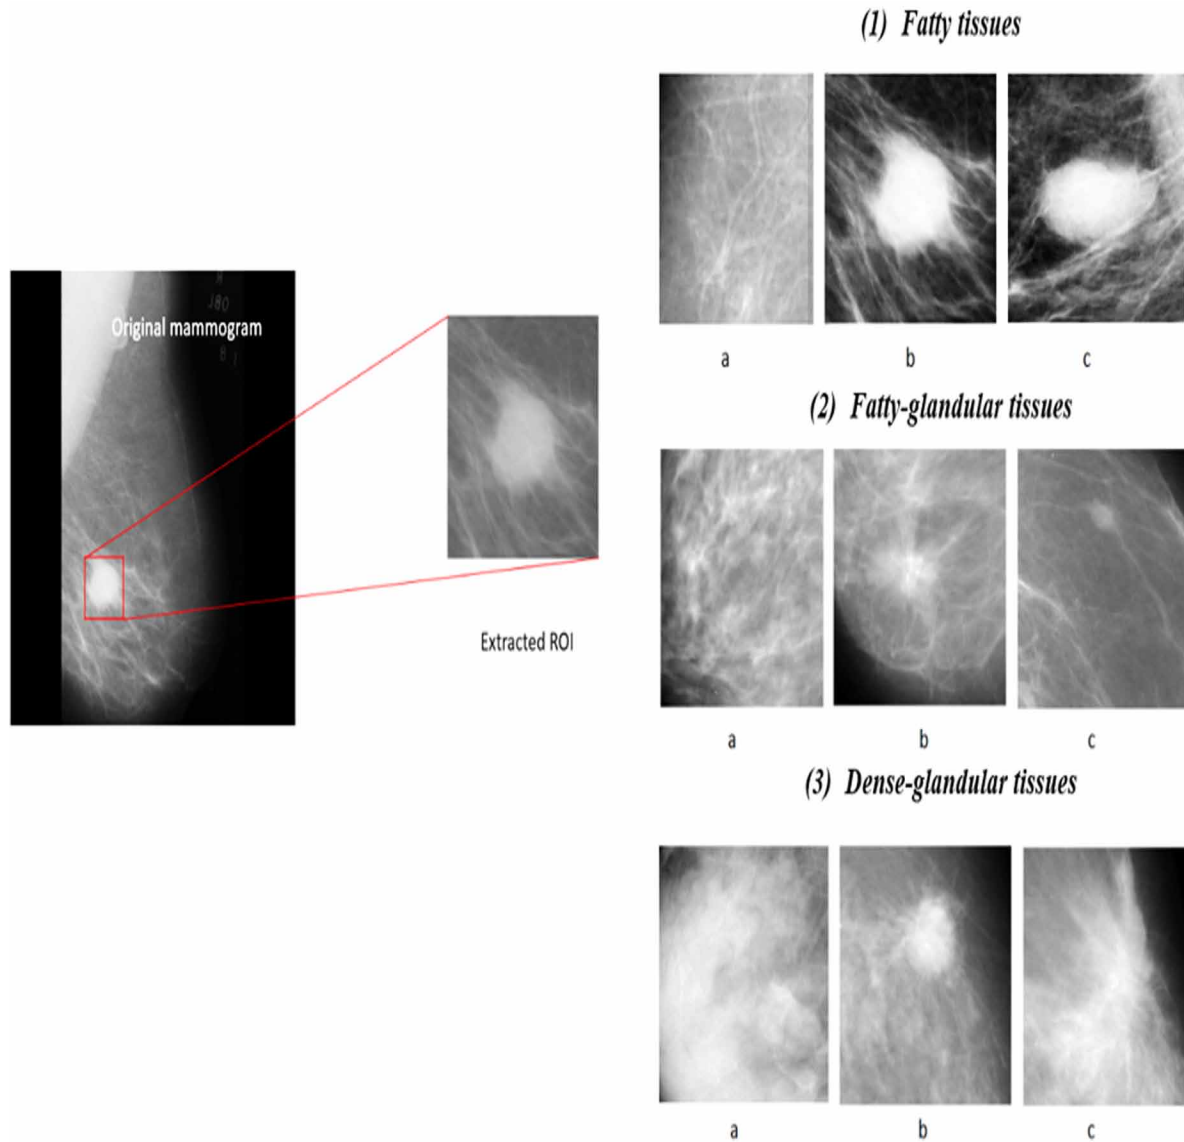 (1) Fatty tissues
a
b
c
Original mammogram
Extracted ROI
(2) Fatty-glandular tissues
a
b
c
(3) Dense-glandular tissues
a
b
c